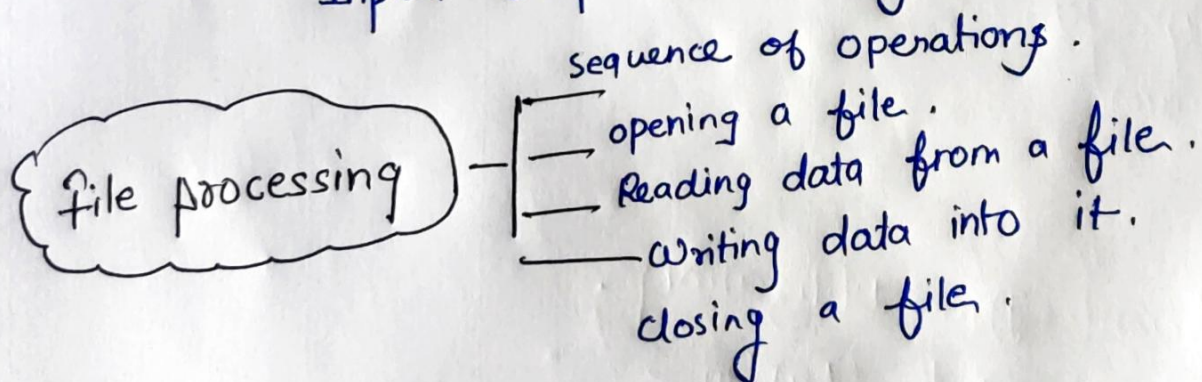 sequence of operations.
file processing
opening a file.
Reading data from a file.
Writing data into it.
closing a file.